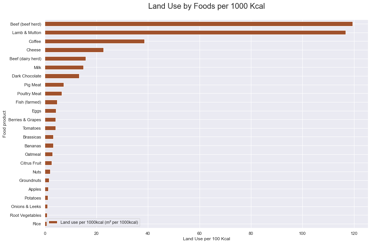 Land Use by Foods per 1000 Kcal
Food product
Beef (beef herd)
Lamb & Mutton
Coffee
Cheese
Beef (dairy herd)
Milk
Dark Chocolate
Pig Meat
Poultry Meat
Fish (farmed)
Eggs
Berries & Grapes
Tomatoes
Brassicas
Bananas
Oatmeal
Citrus Fruit
Nuts
Groundnuts
Apples
Potatoes
Onions & Leeks
Root Vegetables
Rice
Land use per 1000kcal (m² per 1000kcal)
0 20 40 60 80 100 120
Land Use per 100 Kcal